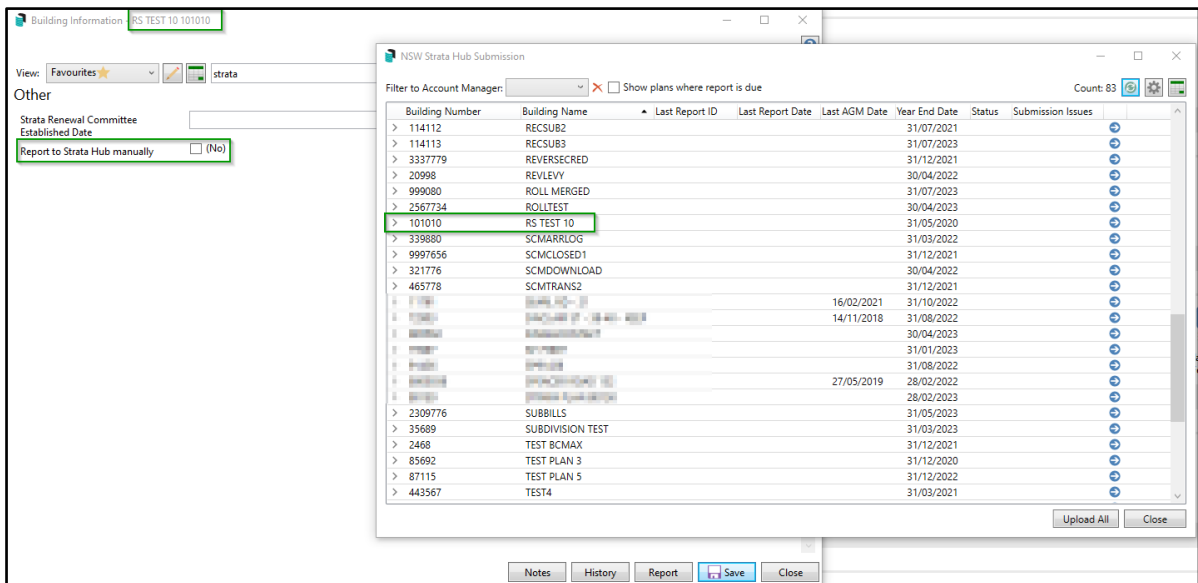 Building Information - RS TEST 10 101010
View: Favourites strata
Other
Strata Renewal Committee
Established Date
Report to Strata Hub manually (No)
Notes History Report Save Close
NSW Strata Hub Submission
Filter to Account Manager: Show plans where report is due Count: 83
Building Number Building Name Last Report ID Last Report Date Last AGM Date Year End Date Status Submission Issues
114112 RECSUB2 31/07/2021
114113 RECSUB3 31/07/2023
3337779 REVERSECRED 31/12/2021
20998 REVLEVY 30/04/2022
999080 ROLL MERGED 31/07/2023
2567734 ROLLTEST 30/04/2023
101010 RS TEST 10 31/05/2020
339880 SCMARRLOG 31/03/2022
9997656 SCMCLOSED1 31/12/2021
321776 SCMDOWNLOAD 30/04/2022
465778 SCMTRANS2 31/12/2021
16/02/2021 31/10/2022
14/11/2018 31/08/2022
30/04/2023
31/01/2023
31/08/2022
27/05/2019 28/02/2022
28/02/2023
2309776 SUBBILLS 31/05/2023
35689 SUBDIVISION TEST 31/03/2023
2468 TEST BCMAX 31/12/2021
85692 TEST PLAN 3 31/12/2020
87115 TEST PLAN 5 31/12/2022
443567 TEST4 31/03/2021
Upload All Close